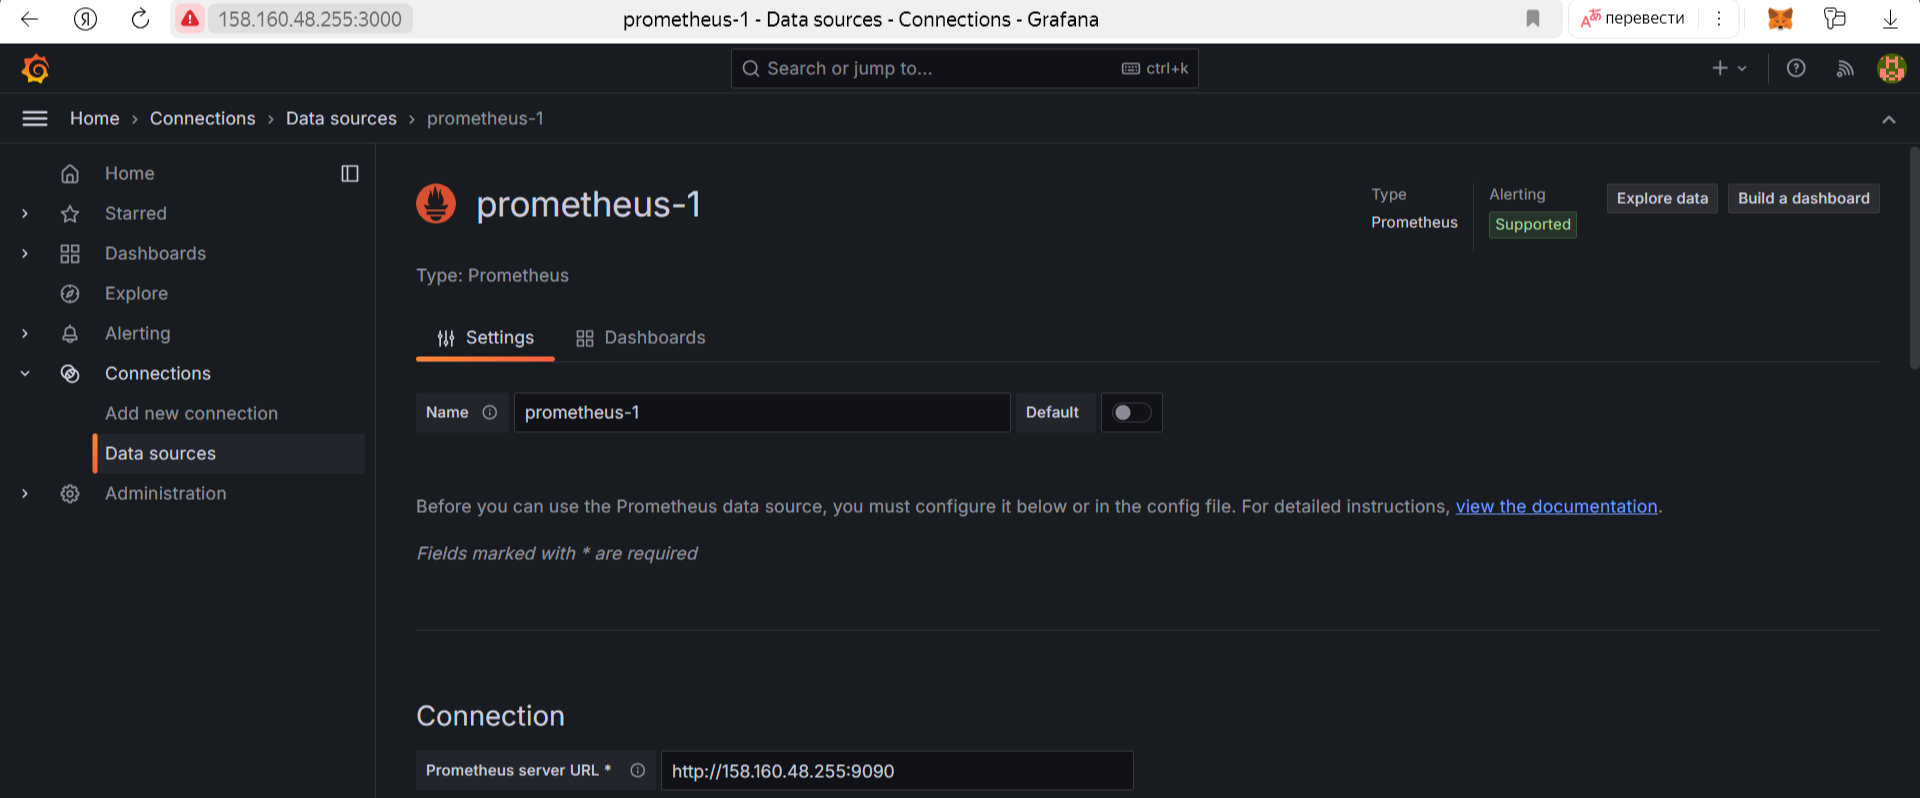 Я 158.160.48.255:3000 prometheus-1 - Data sources - Connections - Grafana перевести
Search or jump to... ctrl+k
Home › Connections › Data sources › prometheus-1
Home
Starred
Dashboards
Explore
Alerting
Connections
Add new connection
Data sources
Administration
prometheus-1
Type
Prometheus
Alerting
Supported
Explore data
Build a dashboard
Type: Prometheus
Settings Dashboards
Name prometheus-1 Default
Before you can use the Prometheus data source, you must configure it below or in the config file. For detailed instructions, view the documentation.
Fields marked with * are required
Connection
Prometheus server URL * http://158.160.48.255:9090